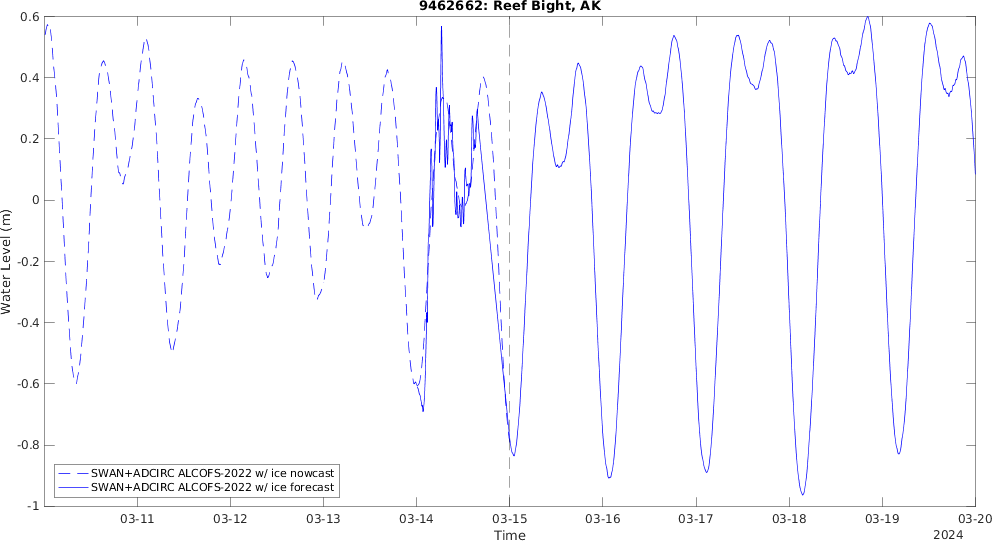 9462662: Reef Bight, AK
0.6
0.4
0.2
0
-0.2
-0.4
-0.6
-0.8
-1
Water Level (m)
SWAN+ADCIRC ALCOFS-2022 w/ ice nowcast
SWAN+ADCIRC ALCOFS-2022 w/ ice forecast
03-11 03-12 03-13 03-14 03-15 03-16 03-17 03-18 03-19 03-20
Time
2024